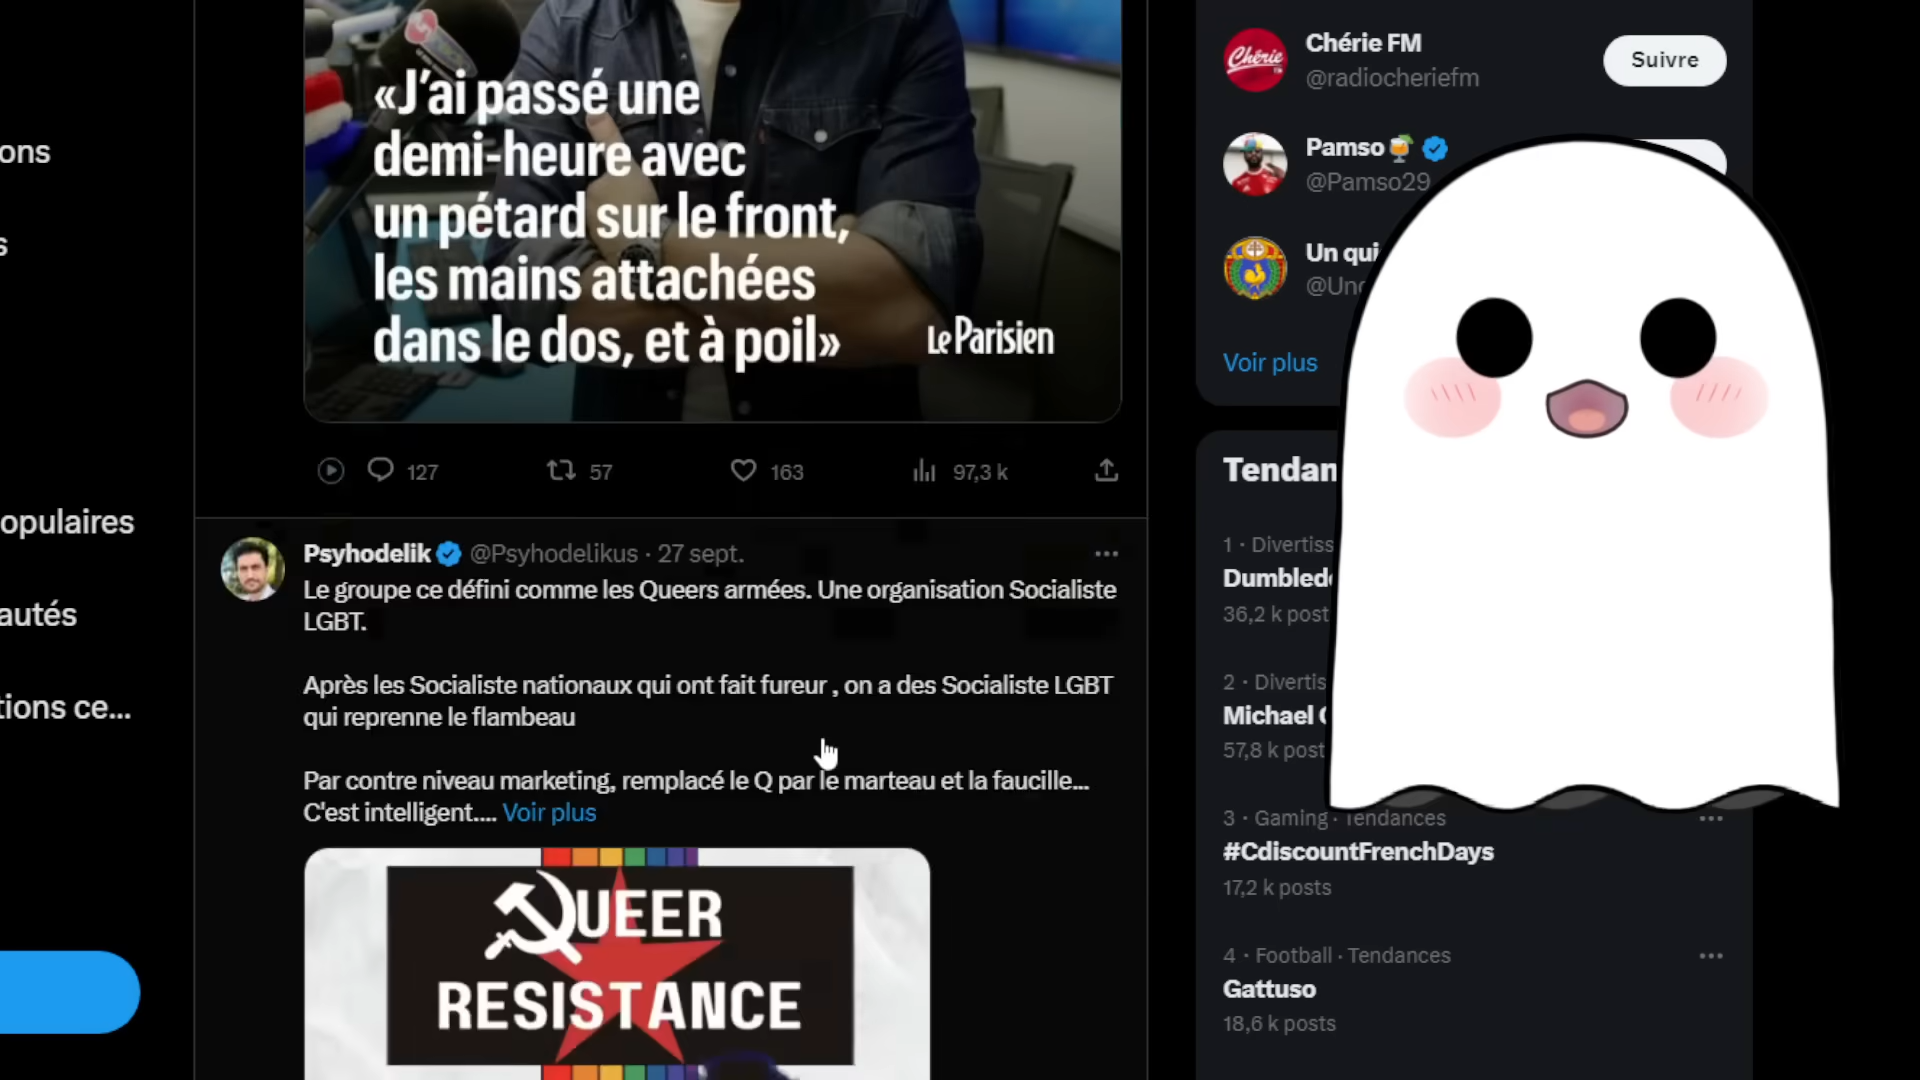 ons
s
opulaires
autés
tions ce...
«J'ai passé une
demi-heure avec
un pétard sur le front,
les mains attachées
dans le dos, et à poil»
Le Parisien
127
57
163
97,3 k
Psyhodelik @Psyhodelikus · 27 sept.
Le groupe ce défini comme les Queers armées. Une organisation Socialiste
LGBT.
Après les Socialiste nationaux qui ont fait fureur , on a des Socialiste LGBT
qui reprenne le flambeau
Par contre niveau marketing, remplacé le Q par le marteau et la faucille...
C'est intelligent.... Voir plus
UEER
RESISTANCE
Chérie
Chérie FM
@radiocheriefm
Suivre
Pamso
@Pamso29
Un qui
@Unc
Voir plus
Tendan
1 · Divertiss
Dumbled
36,2 k post
2 · Divertis
Michael
57,8 k post
3 · Gaming · Tendances
#CdiscountFrenchDays
17,2 k posts
4 · Football · Tendances
Gattuso
18,6 k posts